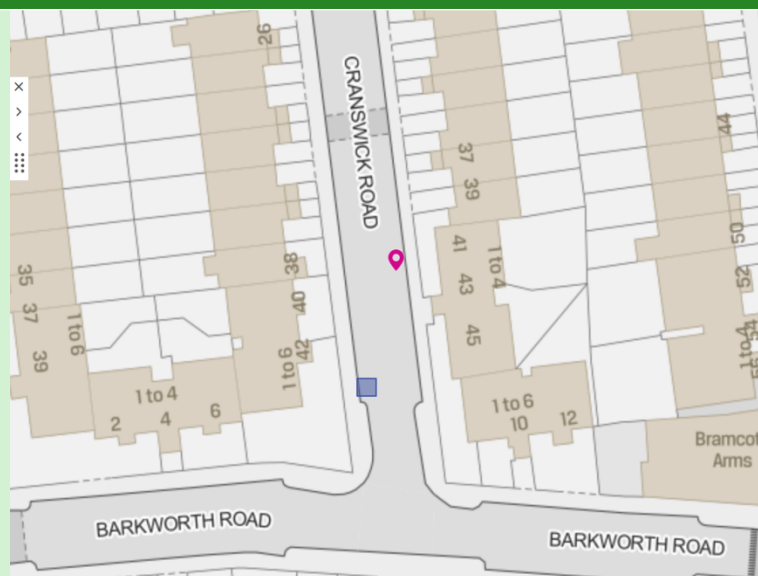 26
CRANSWICK ROAD
37
39
44
41
1 to 4
43
45
38
40
42
1 to 6
35
37
39
1 to 6
1 to 4
2
4
6
1 to 6
10
12
50
52
1 to 4
Bramcot
Arms
BARKWORTH ROAD
BARKWORTH ROAD